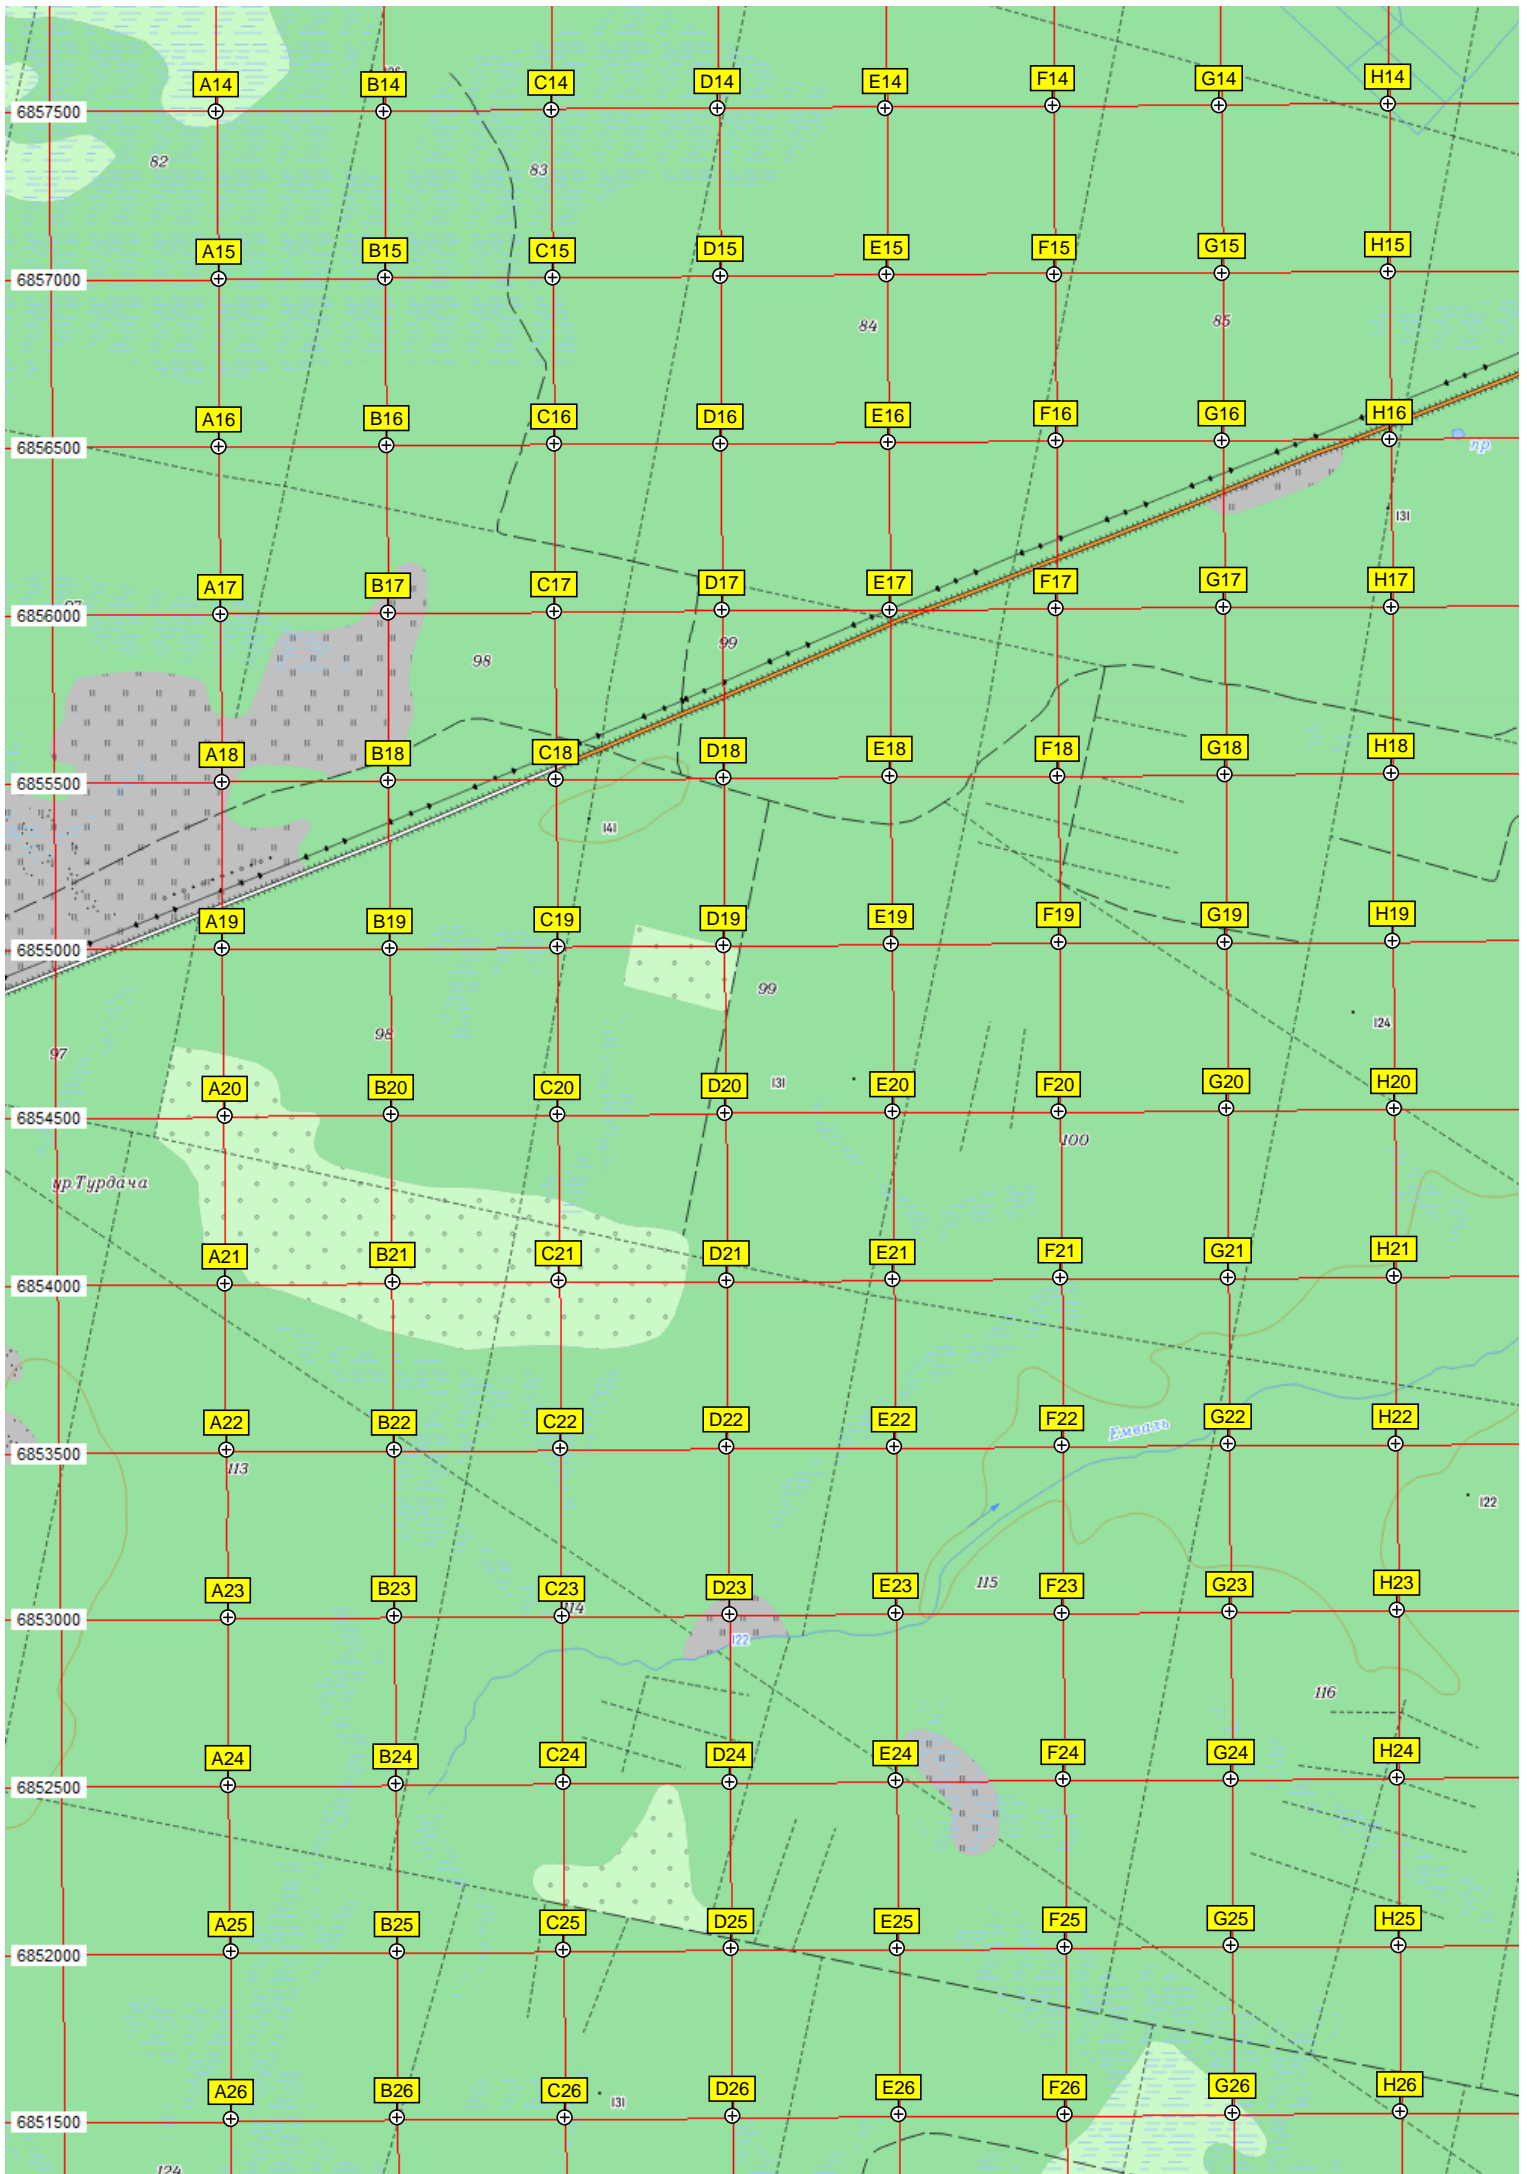 A14 B14 C14 D14 E14 F14 G14 H14
6857500
82 83
A15 B15 C15 D15 E15 F15 G15 H15
6857000
84 85
A16 B16 C16 D16 E16 F16 G16 H16
6856500
пр.
131
A17 B17 C17 D17 E17 F17 G17 H17
6856000
98 99
A18 B18 C18 D18 E18 F18 G18 H18
6855500
141
A19 B19 C19 D19 E19 F19 G19 H19
6855000
99
124
98
97
A20 B20 C20 D20 131 E20 F20 G20 H20
6854500
100
ур.Турдача
A21 B21 C21 D21 E21 F21 G21 H21
6854000
A22 B22 C22 D22 E22 F22 Емваль G22 H22
6853500
113
122
A23 B23 C23 D23 E23 115 F23 G23 H23
6853000
114
122
116
A24 B24 C24 D24 E24 F24 G24 H24
6852500
A25 B25 C25 D25 E25 F25 G25 H25
6852000
A26 B26 C26 131 D26 E26 F26 G26 H26
6851500
124